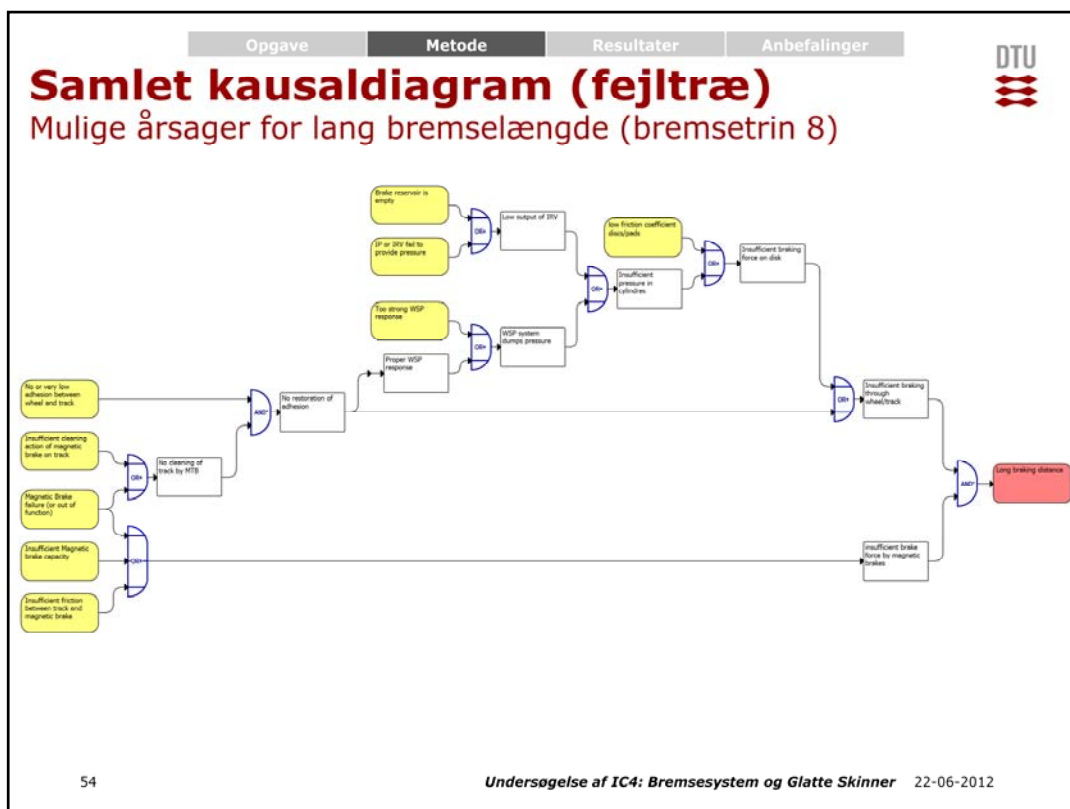 Opgave Metode Resultater Anbefalinger
DTU
Samlet kausaldiagram (fejltræ)
Mulige årsager for lang bremselængde (bremsetrin 8)
Brake reservoir is
empty
IP or IRV fail to
provide pressure
OR+
Low output of IRV
low friction coefficient
discs/pads
Too strong WSP
response
Proper WSP
response
OR+
WSP system
dumps pressure
OR+
Insufficient
pressure in
cylindres
OR+
Insufficient braking
force on disk
No or very low
adhesion between
wheel and track
AND*
No restoration of
adhesion
Insufficient cleaning
action of magnetic
brake on track
OR+
No cleaning of
track by MTB
Magnetic Brake
failure (or out of
function)
Insufficient Magnetic
brake capacity
OR+
Insufficient friction
between track and
magnetic brake
OR+
Insufficient braking
through
wheel/track
insufficient brake
force by magnetic
brakes
AND*
Long braking distance
54
Undersøgelse af IC4: Bremsesystem og Glatte Skinner 22-06-2012